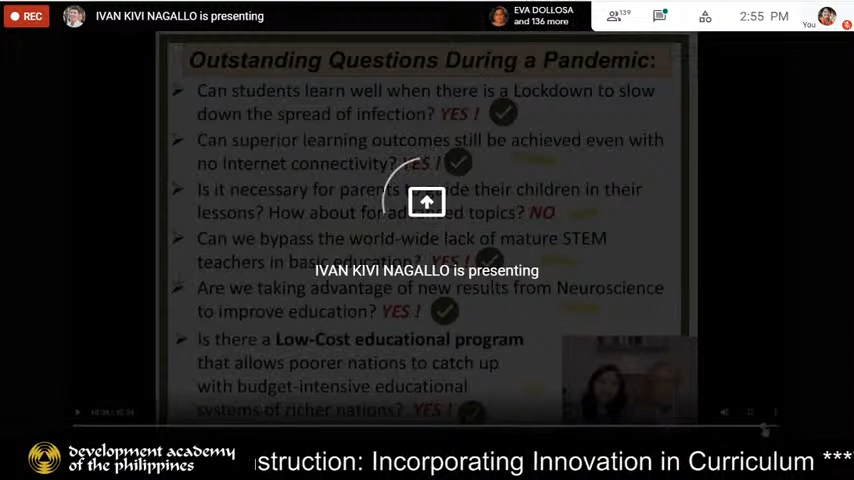 REC
IVAN KIVI NAGALLO is presenting
EVA DOLLOSA
and 136 more
139
2:55 PM
You
Outstanding Questions During a Pandemic:
Can students learn well when there is a Lockdown to slow
down the spread of infection? YES !
Can superior learning outcomes still be achieved even with
no Internet connectivity? YES !
Is it necessary for parents to guide their children in their
lessons? How about for advanced topics? NO
Can we bypass the world-wide lack of mature STEM
teachers in basic education? YES !
IVAN KIVI NAGALLO is presenting
Are we taking advantage of new results from Neuroscience
to improve education? YES !
Is there a Low-Cost educational program
that allows poorer nations to catch up
with budget-intensive educational
systems of richer nations? YES !
development academy
of the philippines
struction: Incorporating Innovation in Curriculum ***